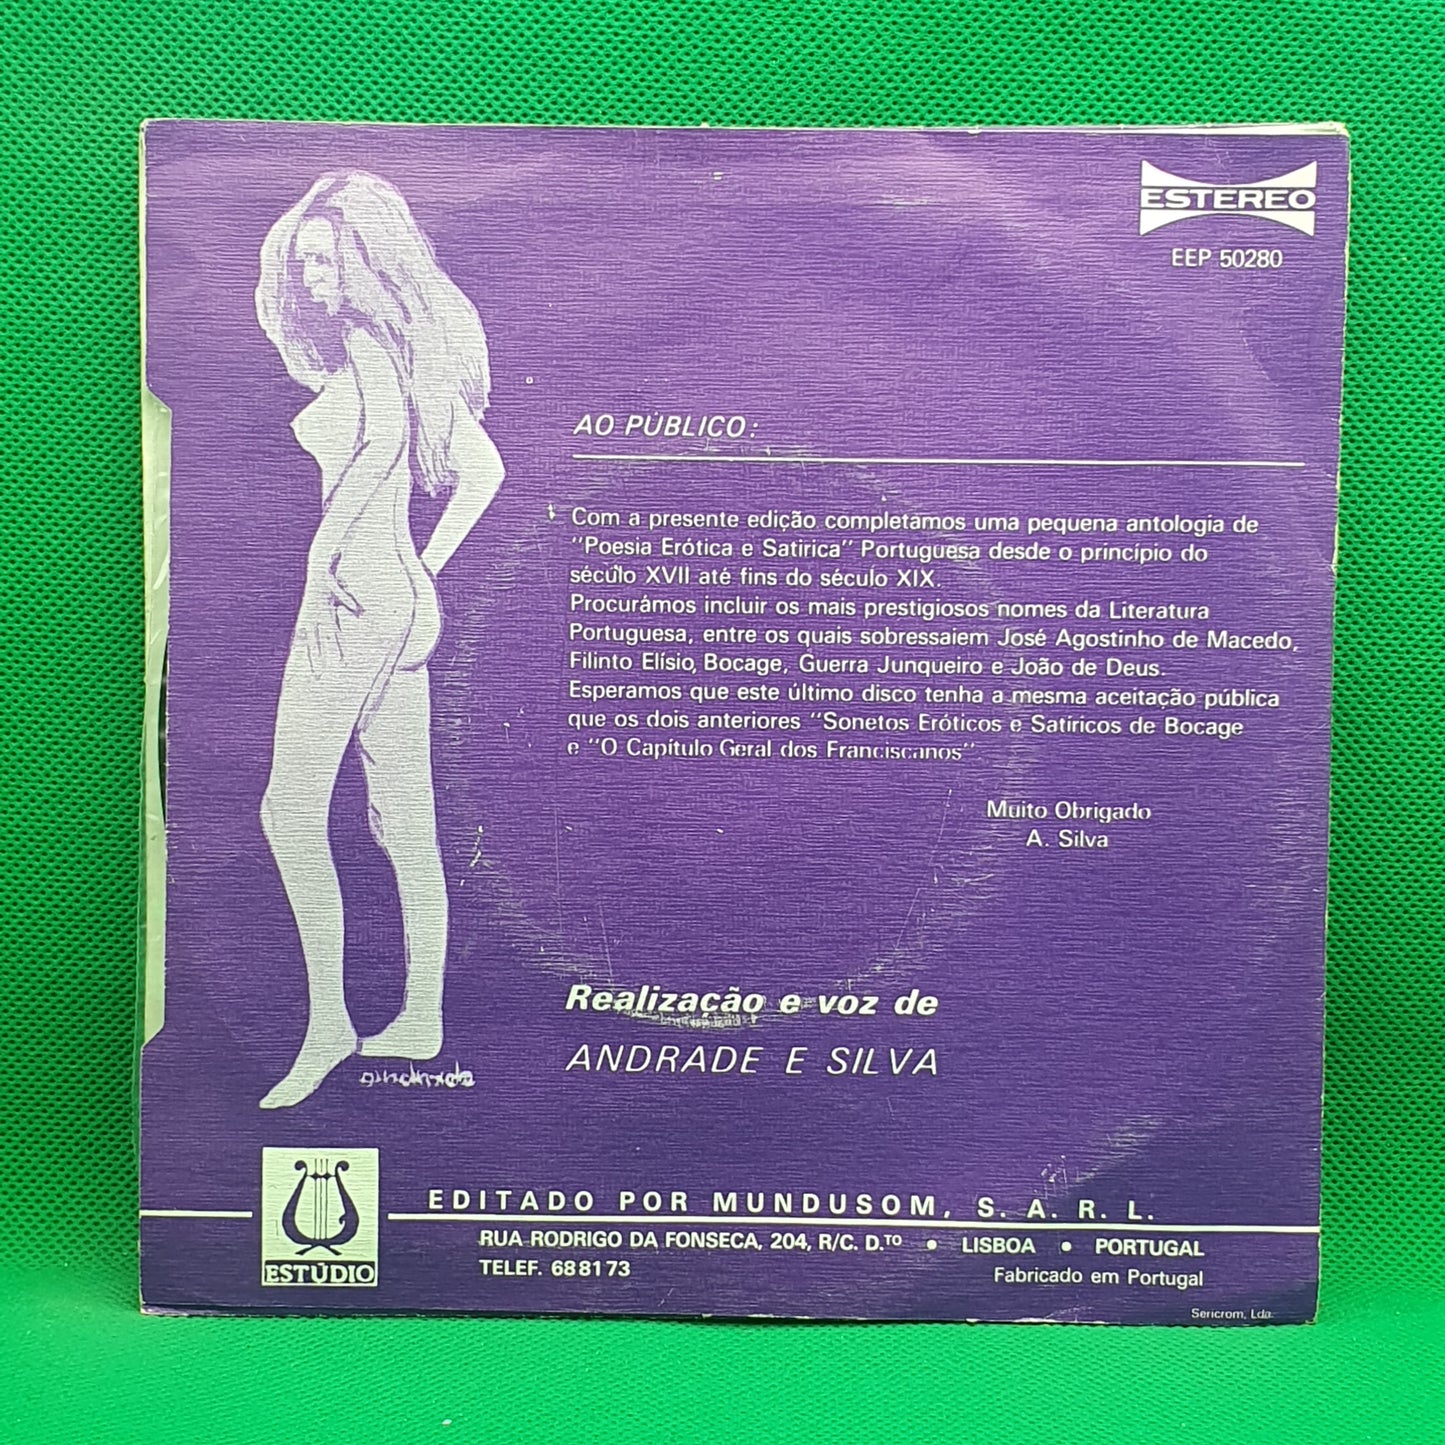 ESTEREO
EEP 50280
AO PÚBLICO:
Com a presente edição completamos uma pequena antologia de
"Poesia Erótica e Satirica" Portuguesa desde o princípio do
século XVII até fins do século XIX.
Procurámos incluir os mais prestigiosos nomes da Literatura
Portuguesa, entre os quais sobressaiem José Agostinho de Macedo,
Filinto Elísio, Bocage, Guerra Junqueiro e João de Deus.
Esperamos que este último disco tenha a mesma aceitação pública
que os dois anteriores "Sonetos Eróticos e Satíricos de Bocage
e "O Capítulo Geral dos Franciscanos"
Muito Obrigado
A. Silva
Realização e voz de
ANDRADE E SILVA
ESTÚDIO
EDITADO POR MUNDUSOM, S. A. R. L.
RUA RODRIGO DA FONSECA, 204, R/C. D.TO • LISBOA • PORTUGAL
TELEF. 68 81 73
Fabricado em Portugal
Sericrom, Lda.